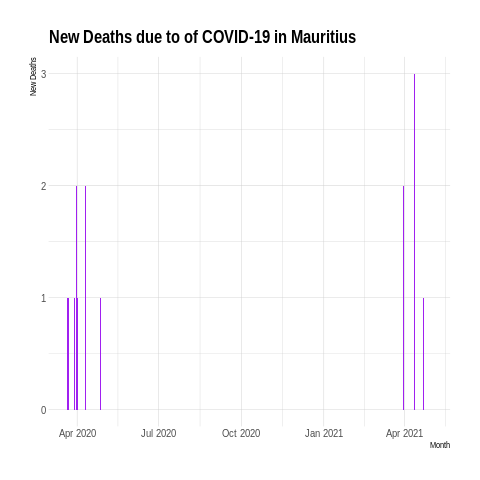 New Deaths due to of COVID-19 in Mauritius
New Deaths
3
2
1
0
Apr 2020 Jul 2020 Oct 2020 Jan 2021 Apr 2021
Month